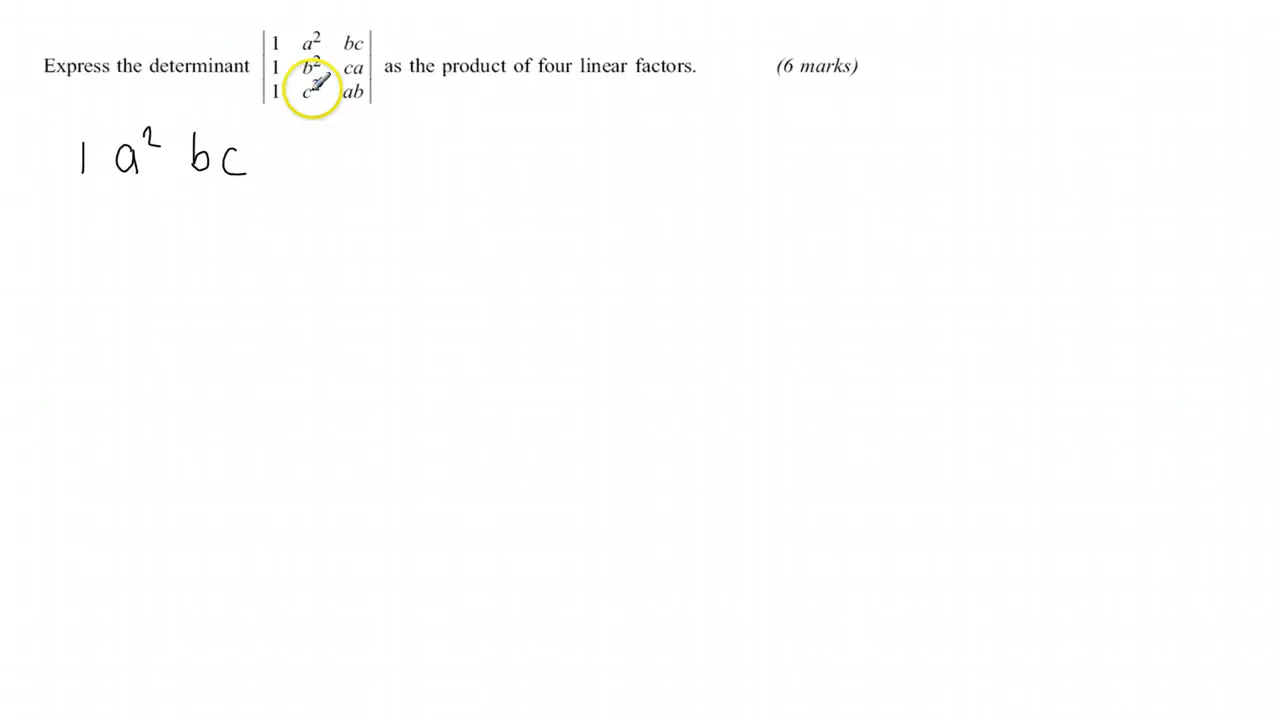 1 a² bc
Express the determinant 1 b² ca as the product of four linear factors. (6 marks)
1 c² ab
1 a² bc